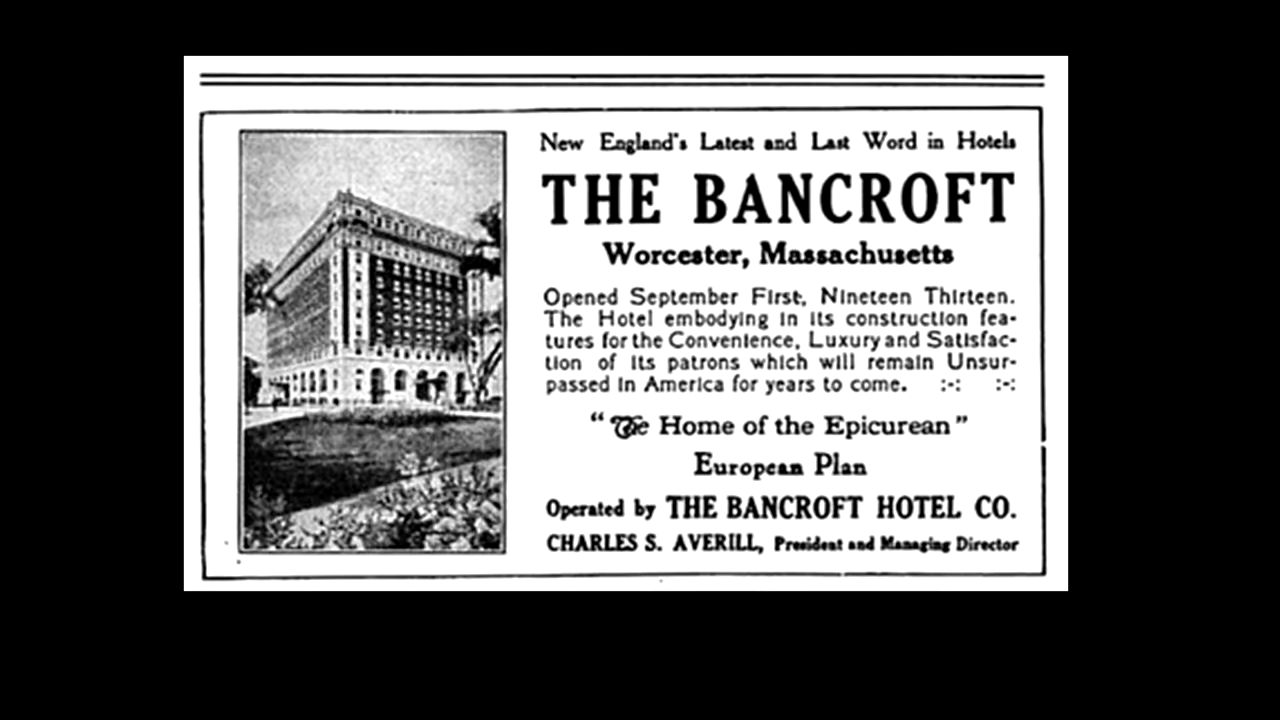 New England's Latest and Last Word in Hotels
THE BANCROFT
Worcester, Massachusetts
Opened September First, Nineteen Thirteen.
The Hotel embodying in its construction fea-
tures for the Convenience, Luxury and Satisfac-
tion of its patrons which will remain Unsur-
passed in America for years to come. :-: :-:
"The Home of the Epicurean"
European Plan
Operated by THE BANCROFT HOTEL CO.
CHARLES S. AVERILL, President and Managing Director